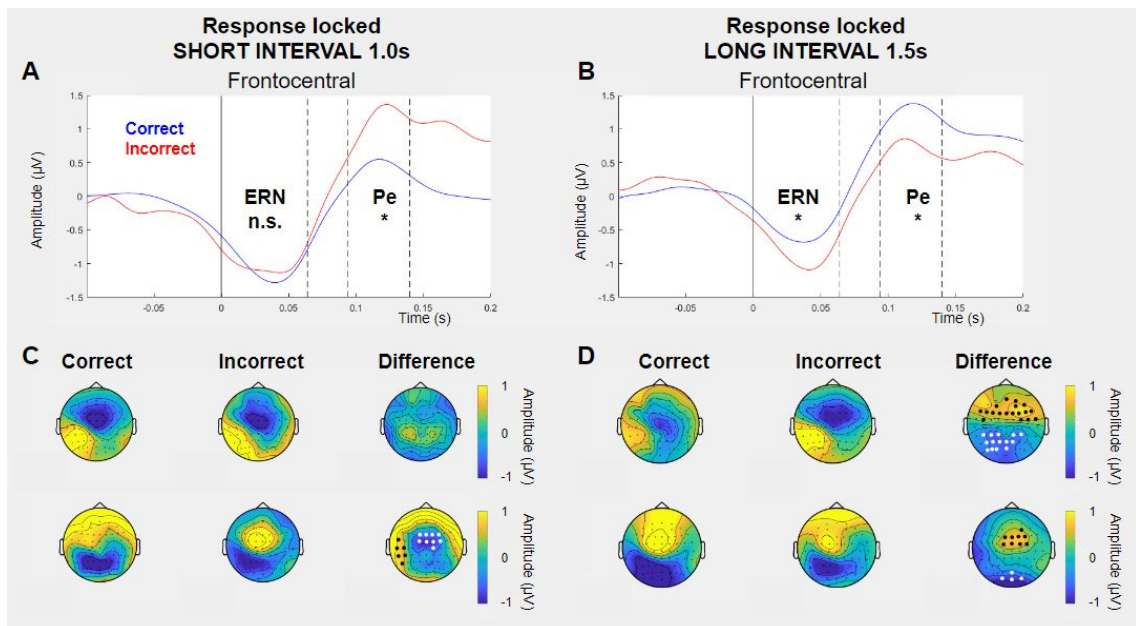 Response locked
SHORT INTERVAL 1.0s
Response locked
LONG INTERVAL 1.5s
A
Frontocentral
1.5
1
0.5
0
-0.5
-1
-1.5
Amplitude (µV)
Correct
Incorrect
ERN
n.s.
Pe
*
-0.05
0
0.05
0.1
0.15
0.2
Time (s)
B
Frontocentral
1.5
1
0.5
0
-0.5
-1
-1.5
Amplitude (µV)
ERN
*
Pe
*
-0.05
0
0.05
0.1
0.15
0.2
Time (s)
C
Correct
Incorrect
Difference
1
0
-1
Amplitude (µV)
1
0
-1
Amplitude (µV)
D
Correct
Incorrect
Difference
1
0
-1
Amplitude (µV)
1
0
-1
Amplitude (µV)